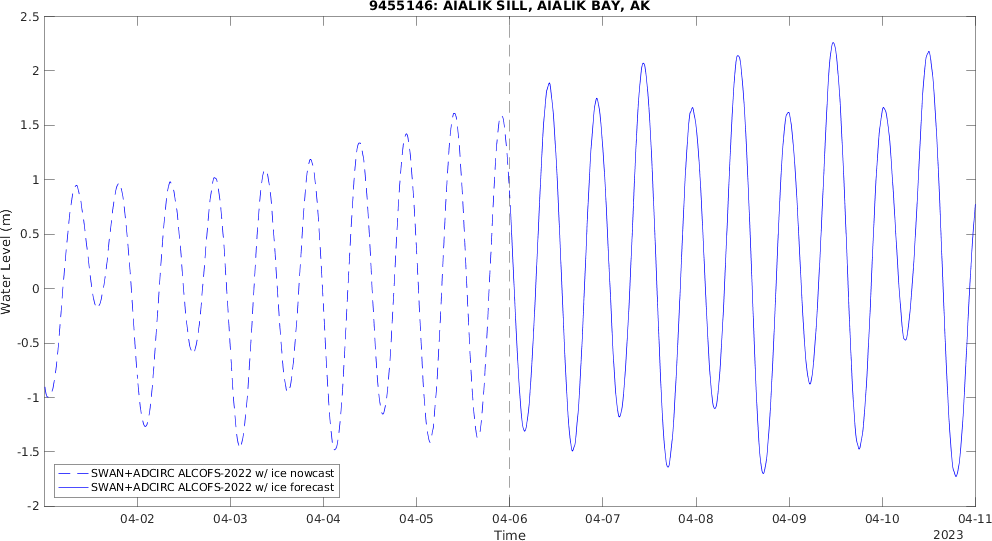 9455146: AIALIK SILL, AIALIK BAY, AK
2.5
2
1.5
1
0.5
0
-0.5
-1
-1.5
-2
Water Level (m)
SWAN+ADCIRC ALCOFS-2022 w/ ice nowcast
SWAN+ADCIRC ALCOFS-2022 w/ ice forecast
04-02 04-03 04-04 04-05 04-06 04-07 04-08 04-09 04-10 04-11
Time
2023